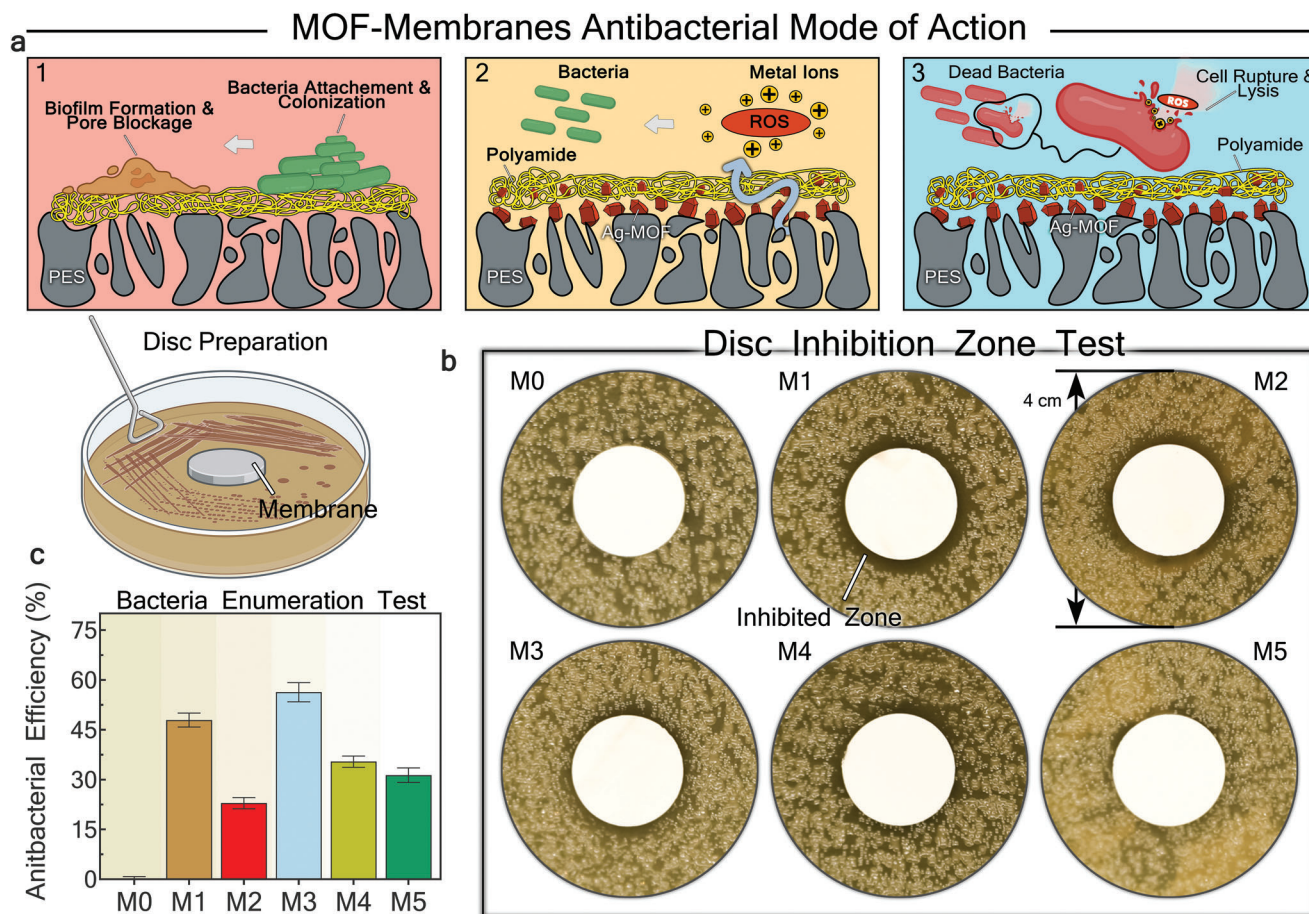 MOF-Membranes Antibacterial Mode of Action
a
1
Biofilm Formation &
Pore Blockage
Bacteria Attachement &
Colonization
PES
2
Bacteria
Metal Ions
ROS
Polyamide
Ag-MOF
PES
3
Dead Bacteria
ROS
Cell Rupture &
Lysis
Polyamide
Ag-MOF
PES
Disc Preparation
Membrane
b
Disc Inhibition Zone Test
M0
M1
M2
4 cm
Inhibited Zone
M3
M4
M5
c
Bacteria Enumeration Test
Anitbacterial Efficiency (%)
75
60
45
30
15
0
M0 M1 M2 M3 M4 M5